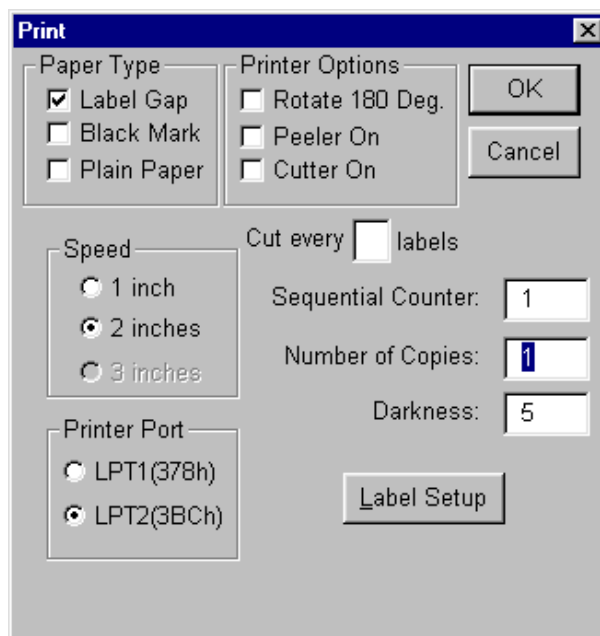 Print
Paper Type
Label Gap
Black Mark
Plain Paper
Printer Options
Rotate 180 Deg.
Peeler On
Cutter On
OK
Cancel
Cut every labels
Speed
1 inch
2 inches
3 inches
Sequential Counter: 1
Number of Copies: 1
Darkness: 5
Printer Port
LPT1(378h)
LPT2(3BCh)
Label Setup